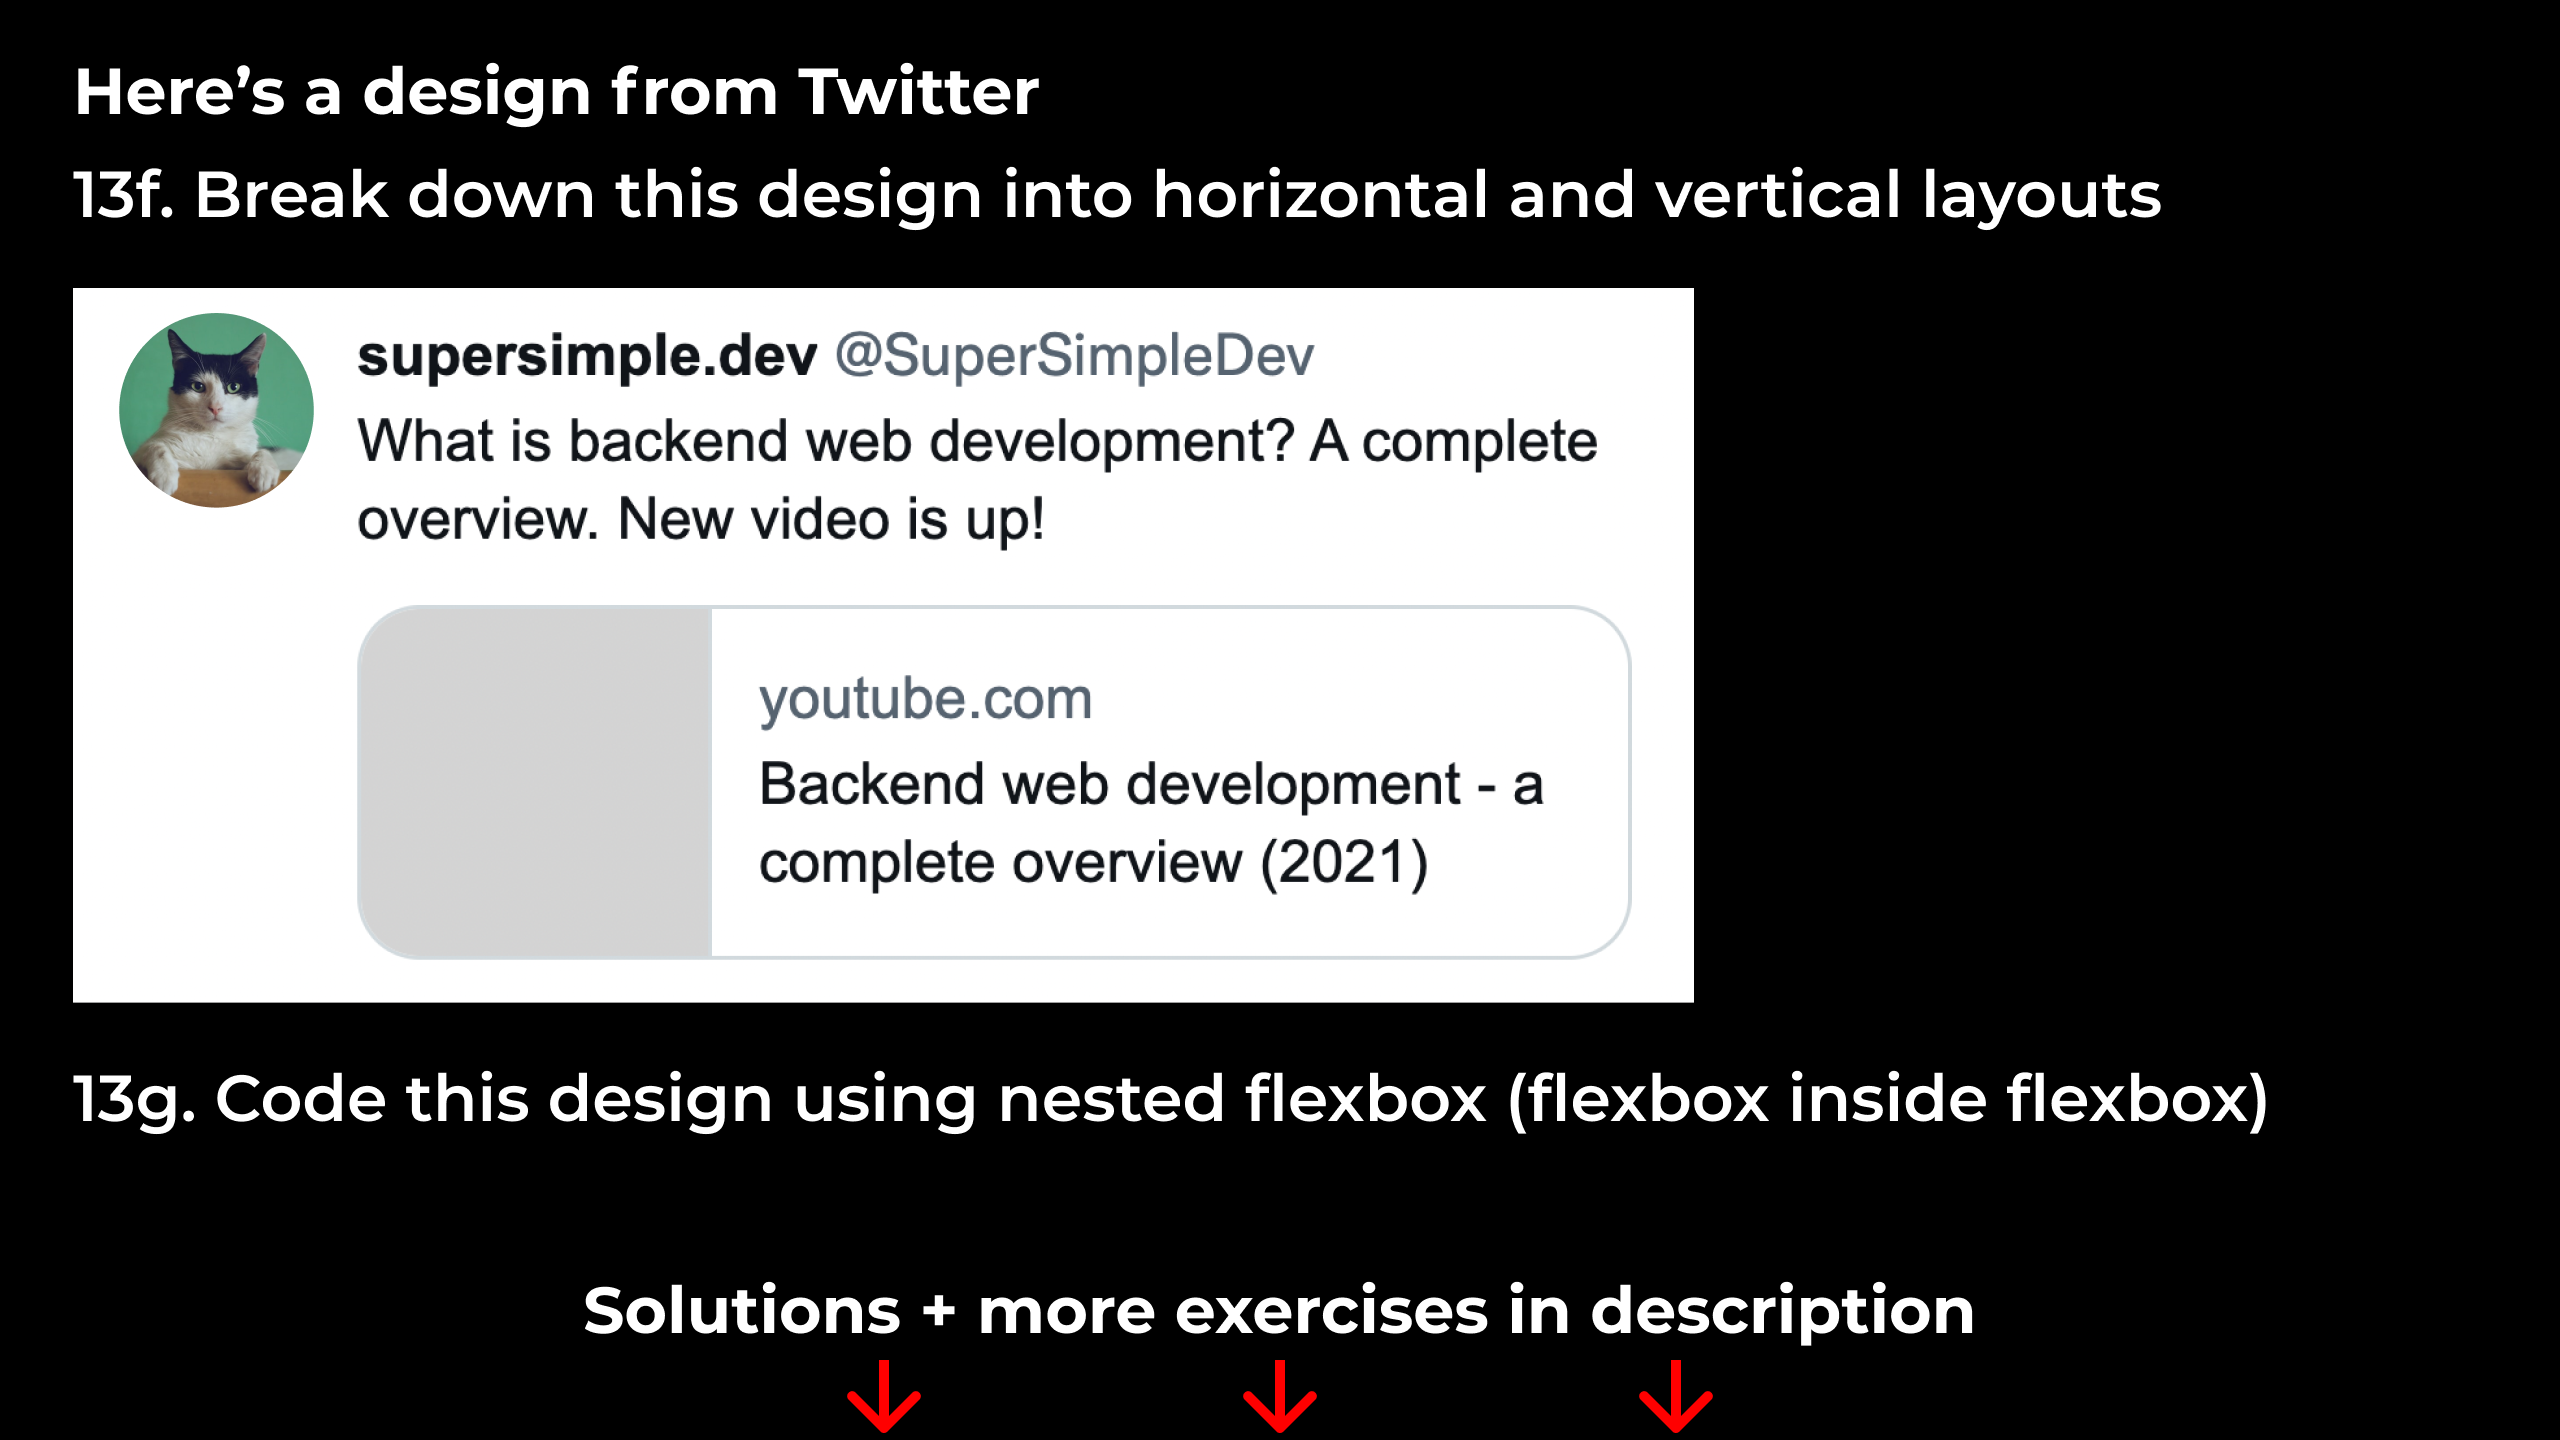 Here’s a design from Twitter
13f. Break down this design into horizontal and vertical layouts
supersimple.dev @SuperSimpleDev
What is backend web development? A complete
overview. New video is up!
youtube.com
Backend web development - a
complete overview (2021)
13g. Code this design using nested flexbox (flexbox inside flexbox)
Solutions + more exercises in description